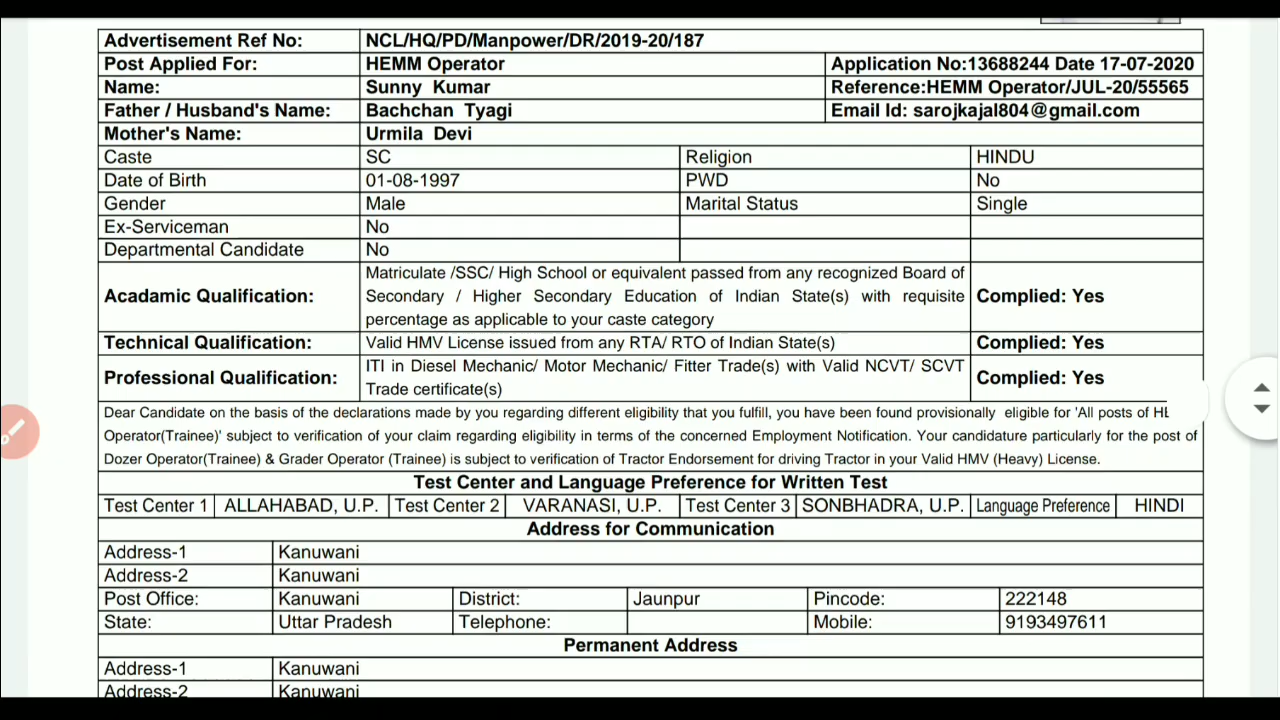 Advertisement Ref No: NCL/HQ/PD/Manpower/DR/2019-20/187
Post Applied For: HEMM Operator Application No:13688244 Date 17-07-2020
Name: Sunny Kumar Reference:HEMM Operator/JUL-20/55565
Father / Husband's Name: Bachchan Tyagi Email Id: sarojkajal804@gmail.com
Mother's Name: Urmila Devi
Caste SC Religion HINDU
Date of Birth 01-08-1997 PWD No
Gender Male Marital Status Single
Ex-Serviceman No
Departmental Candidate No
Matriculate /SSC/ High School or equivalent passed from any recognized Board of
Acadamic Qualification: Secondary / Higher Secondary Education of Indian State(s) with requisite Complied: Yes
percentage as applicable to your caste category
Technical Qualification: Valid HMV License issued from any RTA/ RTO of Indian State(s) Complied: Yes
Professional Qualification: ITI in Diesel Mechanic/ Motor Mechanic/ Fitter Trade(s) with Valid NCVT/ SCVT Complied: Yes
Trade certificate(s)
Dear Candidate on the basis of the declarations made by you regarding different eligibility that you fulfill, you have been found provisionally eligible for 'All posts of
Operator(Trainee)' subject to verification of your claim regarding eligibility in terms of the concerned Employment Notification. Your candidature particularly for the post of
Dozer Operator(Trainee) & Grader Operator (Trainee) is subject to verification of Tractor Endorsement for driving Tractor in your Valid HMV (Heavy) License.
Test Center and Language Preference for Written Test
Test Center 1 ALLAHABAD, U.P. Test Center 2 VARANASI, U.P. Test Center 3 SONBHADRA, U.P. Language Preference HINDI
Address for Communication
Address-1 Kanuwani
Address-2 Kanuwani
Post Office: Kanuwani District: Jaunpur Pincode: 222148
State: Uttar Pradesh Telephone: Mobile: 9193497611
Permanent Address
Address-1 Kanuwani
Address-2 Kanuwani